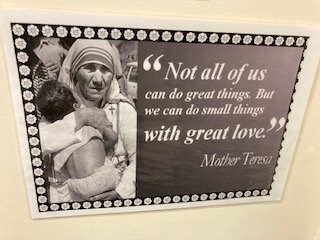 “Not all of us
can do great things. But
we can do small things
with great love.”
Mother Teresa